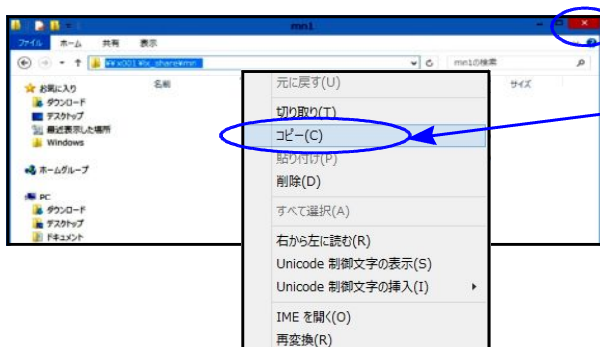 mn1
ファイル ホーム 共有 表示
mn1の検索
お気に入り
名前
サイズ
ダウンロード
デスクトップ
最近表示した場所
Windows
ホームグループ
PC
ダウンロード
デスクトップ
ドキュメント
元に戻す(U)
切り取り(T)
コピー(C)
貼り付け(P)
削除(D)
すべて選択(A)
右から左に読む(R)
Unicode 制御文字の表示(S)
Unicode 制御文字の挿入(I)
IME を開く(O)
再変換(R)